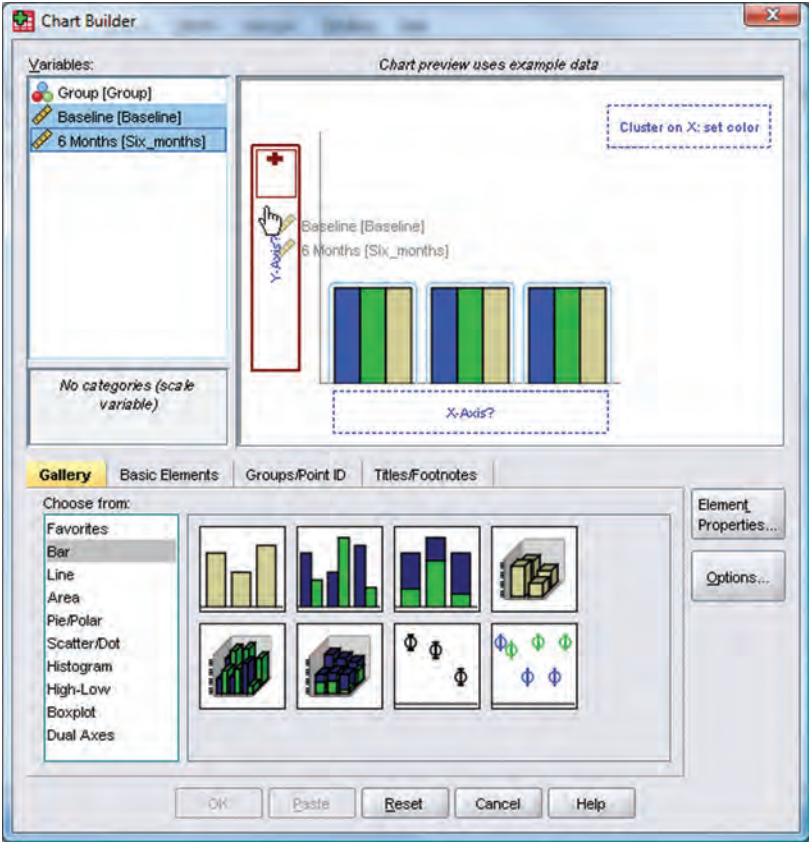 Chart Builder
Variables:
Chart preview uses example data
Group [Group]
Baseline [Baseline]
6 Months [Six_months]
Cluster on X: set color
Baseline [Baseline]
6 Months [Six_months]
Y-Axis?
No categories (scale
variable)
X-Axis?
Gallery
Basic Elements
Groups/Point ID
Titles/Footnotes
Choose from:
Favorites
Bar
Line
Area
Pie/Polar
Scatter/Dot
Histogram
High-Low
Boxplot
Dual Axes
Element
Properties...
Options...
OK
Paste
Reset
Cancel
Help